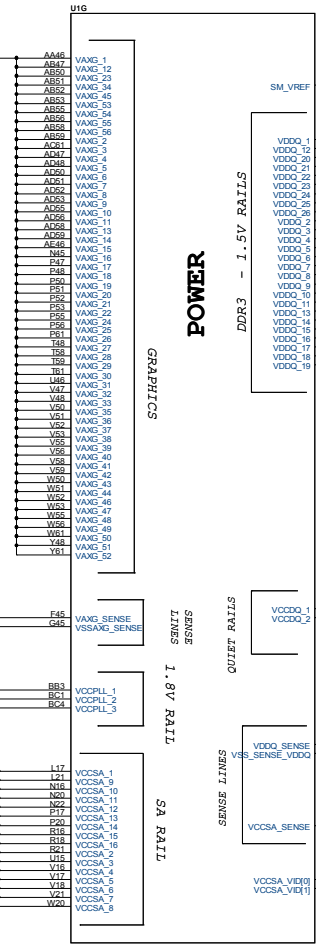 U1G
AA46 VAXG_1
AB47 VAXG_12
AB50 VAXG_23
AB51 VAXG_34
AB52 VAXG_45
AB53 VAXG_53
AB55 VAXG_54
AB56 VAXG_55
AB58 VAXG_56
AB59 VAXG_2
AC61 VAXG_3
AD47 VAXG_4
AD48 VAXG_5
AD50 VAXG_6
AD51 VAXG_7
AD52 VAXG_8
AD53 VAXG_9
AD55 VAXG_10
AD56 VAXG_11
AD58 VAXG_13
AD59 VAXG_14
AE46 VAXG_15
N45 VAXG_16
P47 VAXG_17
P48 VAXG_18
P50 VAXG_19
P51 VAXG_20
P52 VAXG_21
P53 VAXG_22
P55 VAXG_24
P56 VAXG_25
P61 VAXG_26
T48 VAXG_27
T58 VAXG_28
T59 VAXG_29
T61 VAXG_30
U46 VAXG_31
V47 VAXG_32
V48 VAXG_33
V50 VAXG_35
V51 VAXG_36
V52 VAXG_37
V53 VAXG_38
V55 VAXG_39
V56 VAXG_40
V58 VAXG_41
V59 VAXG_42
W50 VAXG_43
W51 VAXG_44
W52 VAXG_46
W53 VAXG_47
W55 VAXG_48
W56 VAXG_49
W61 VAXG_50
Y48 VAXG_51
Y61 VAXG_52
GRAPHICS
F45 VAXG_SENSE
G45 VSSAXG_SENSE
SENSE
LINES
BB3 VCCPLL_1
BC1 VCCPLL_2
BC4 VCCPLL_3
1.8V RAIL
L17 VCCSA_1
L21 VCCSA_9
N16 VCCSA_10
N20 VCCSA_11
N22 VCCSA_12
P17 VCCSA_13
P20 VCCSA_14
R16 VCCSA_15
R18 VCCSA_16
R21 VCCSA_2
U15 VCCSA_3
V16 VCCSA_4
V17 VCCSA_5
V18 VCCSA_6
V21 VCCSA_7
W20 VCCSA_8
SA RAIL
POWER
SM_VREF
DDR3 - 1.5V RAILS
VDDQ_1
VDDQ_12
VDDQ_20
VDDQ_21
VDDQ_22
VDDQ_23
VDDQ_24
VDDQ_25
VDDQ_26
VDDQ_2
VDDQ_3
VDDQ_4
VDDQ_5
VDDQ_6
VDDQ_7
VDDQ_8
VDDQ_9
VDDQ_10
VDDQ_11
VDDQ_13
VDDQ_14
VDDQ_15
VDDQ_16
VDDQ_17
VDDQ_18
VDDQ_19
QUIET RAILS
VCCDQ_1
VCCDQ_2
SENSE LINES
VDDQ_SENSE
VSS_SENSE_VDDQ
VCCSA_SENSE
VCCSA_VID[0]
VCCSA_VID[1]